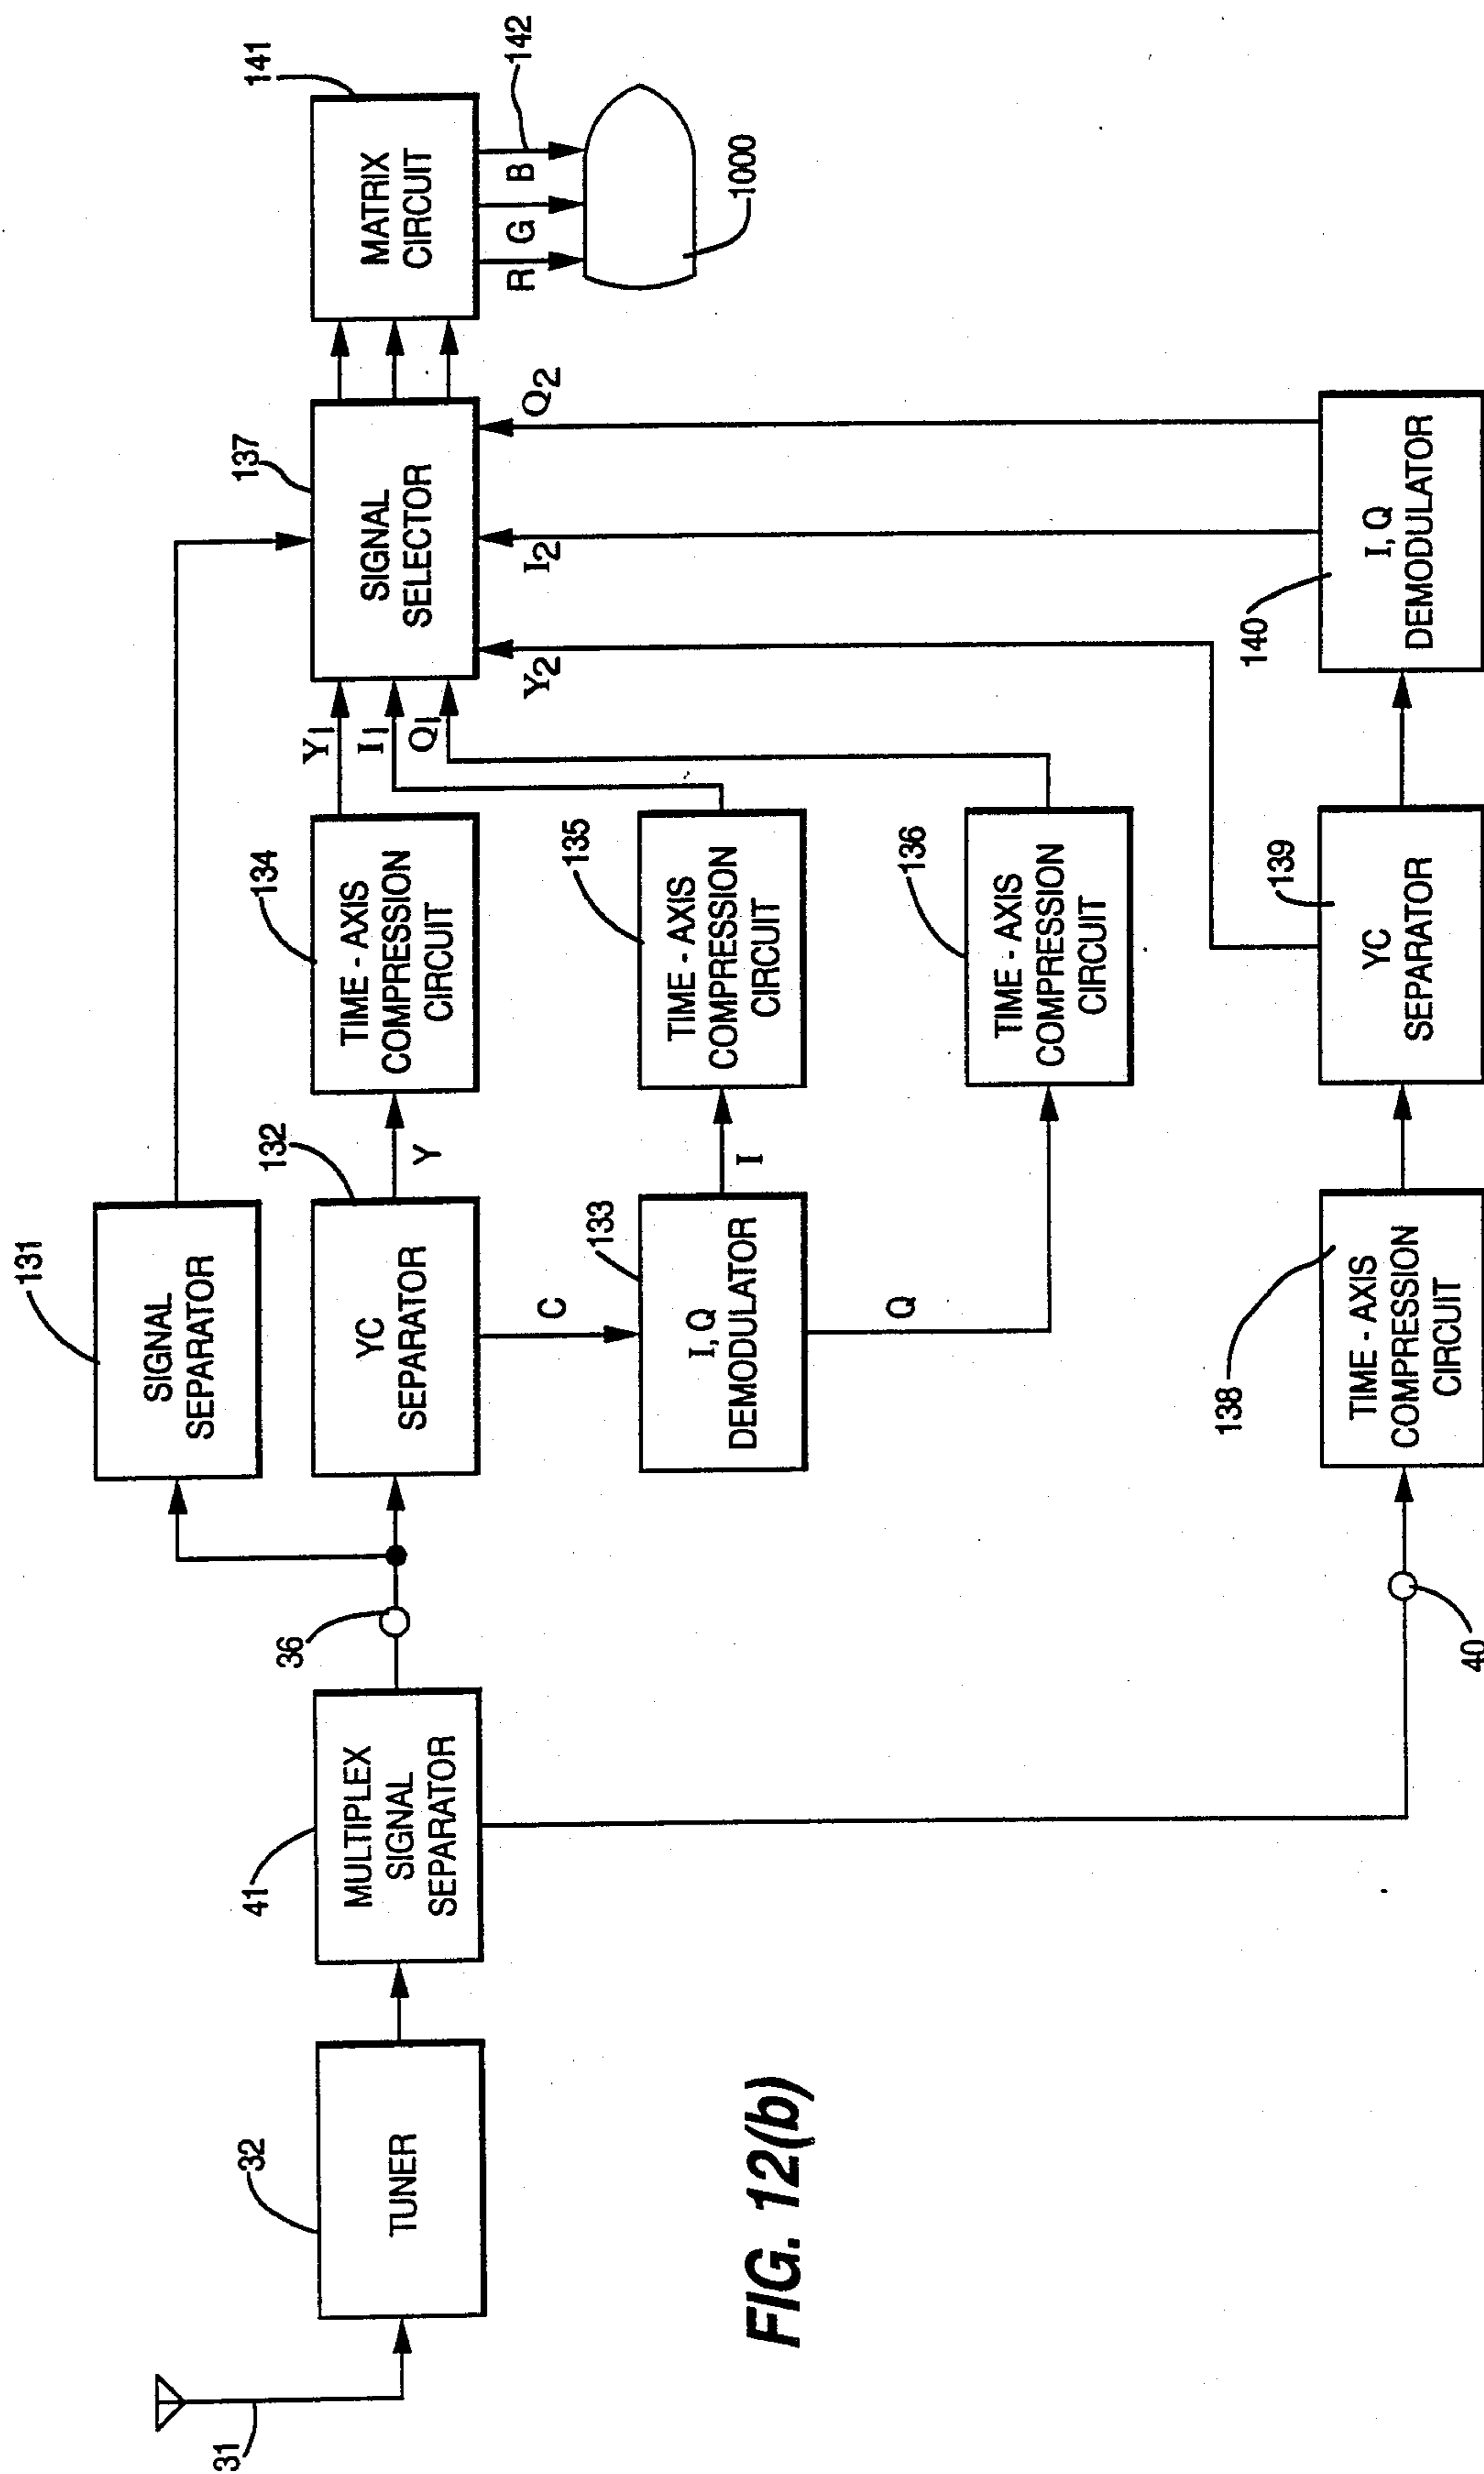 31
32
TUNER
41
MULTIPLEX
SIGNAL
SEPARATOR
36
40
131
SIGNAL
SEPARATOR
132
YC
SEPARATOR
Y
C
133
I, Q
DEMODULATOR
I
Q
134
TIME - AXIS
COMPRESSION
CIRCUIT
135
TIME - AXIS
COMPRESSION
CIRCUIT
136
TIME - AXIS
COMPRESSION
CIRCUIT
138
TIME - AXIS
COMPRESSION
CIRCUIT
139
YC
SEPARATOR
140
I, Q
DEMODULATOR
Y1
I1
Q1
Y2
I2
Q2
137
SIGNAL
SELECTOR
141
MATRIX
CIRCUIT
R
G
B
142
1000
FIG. 12(b)